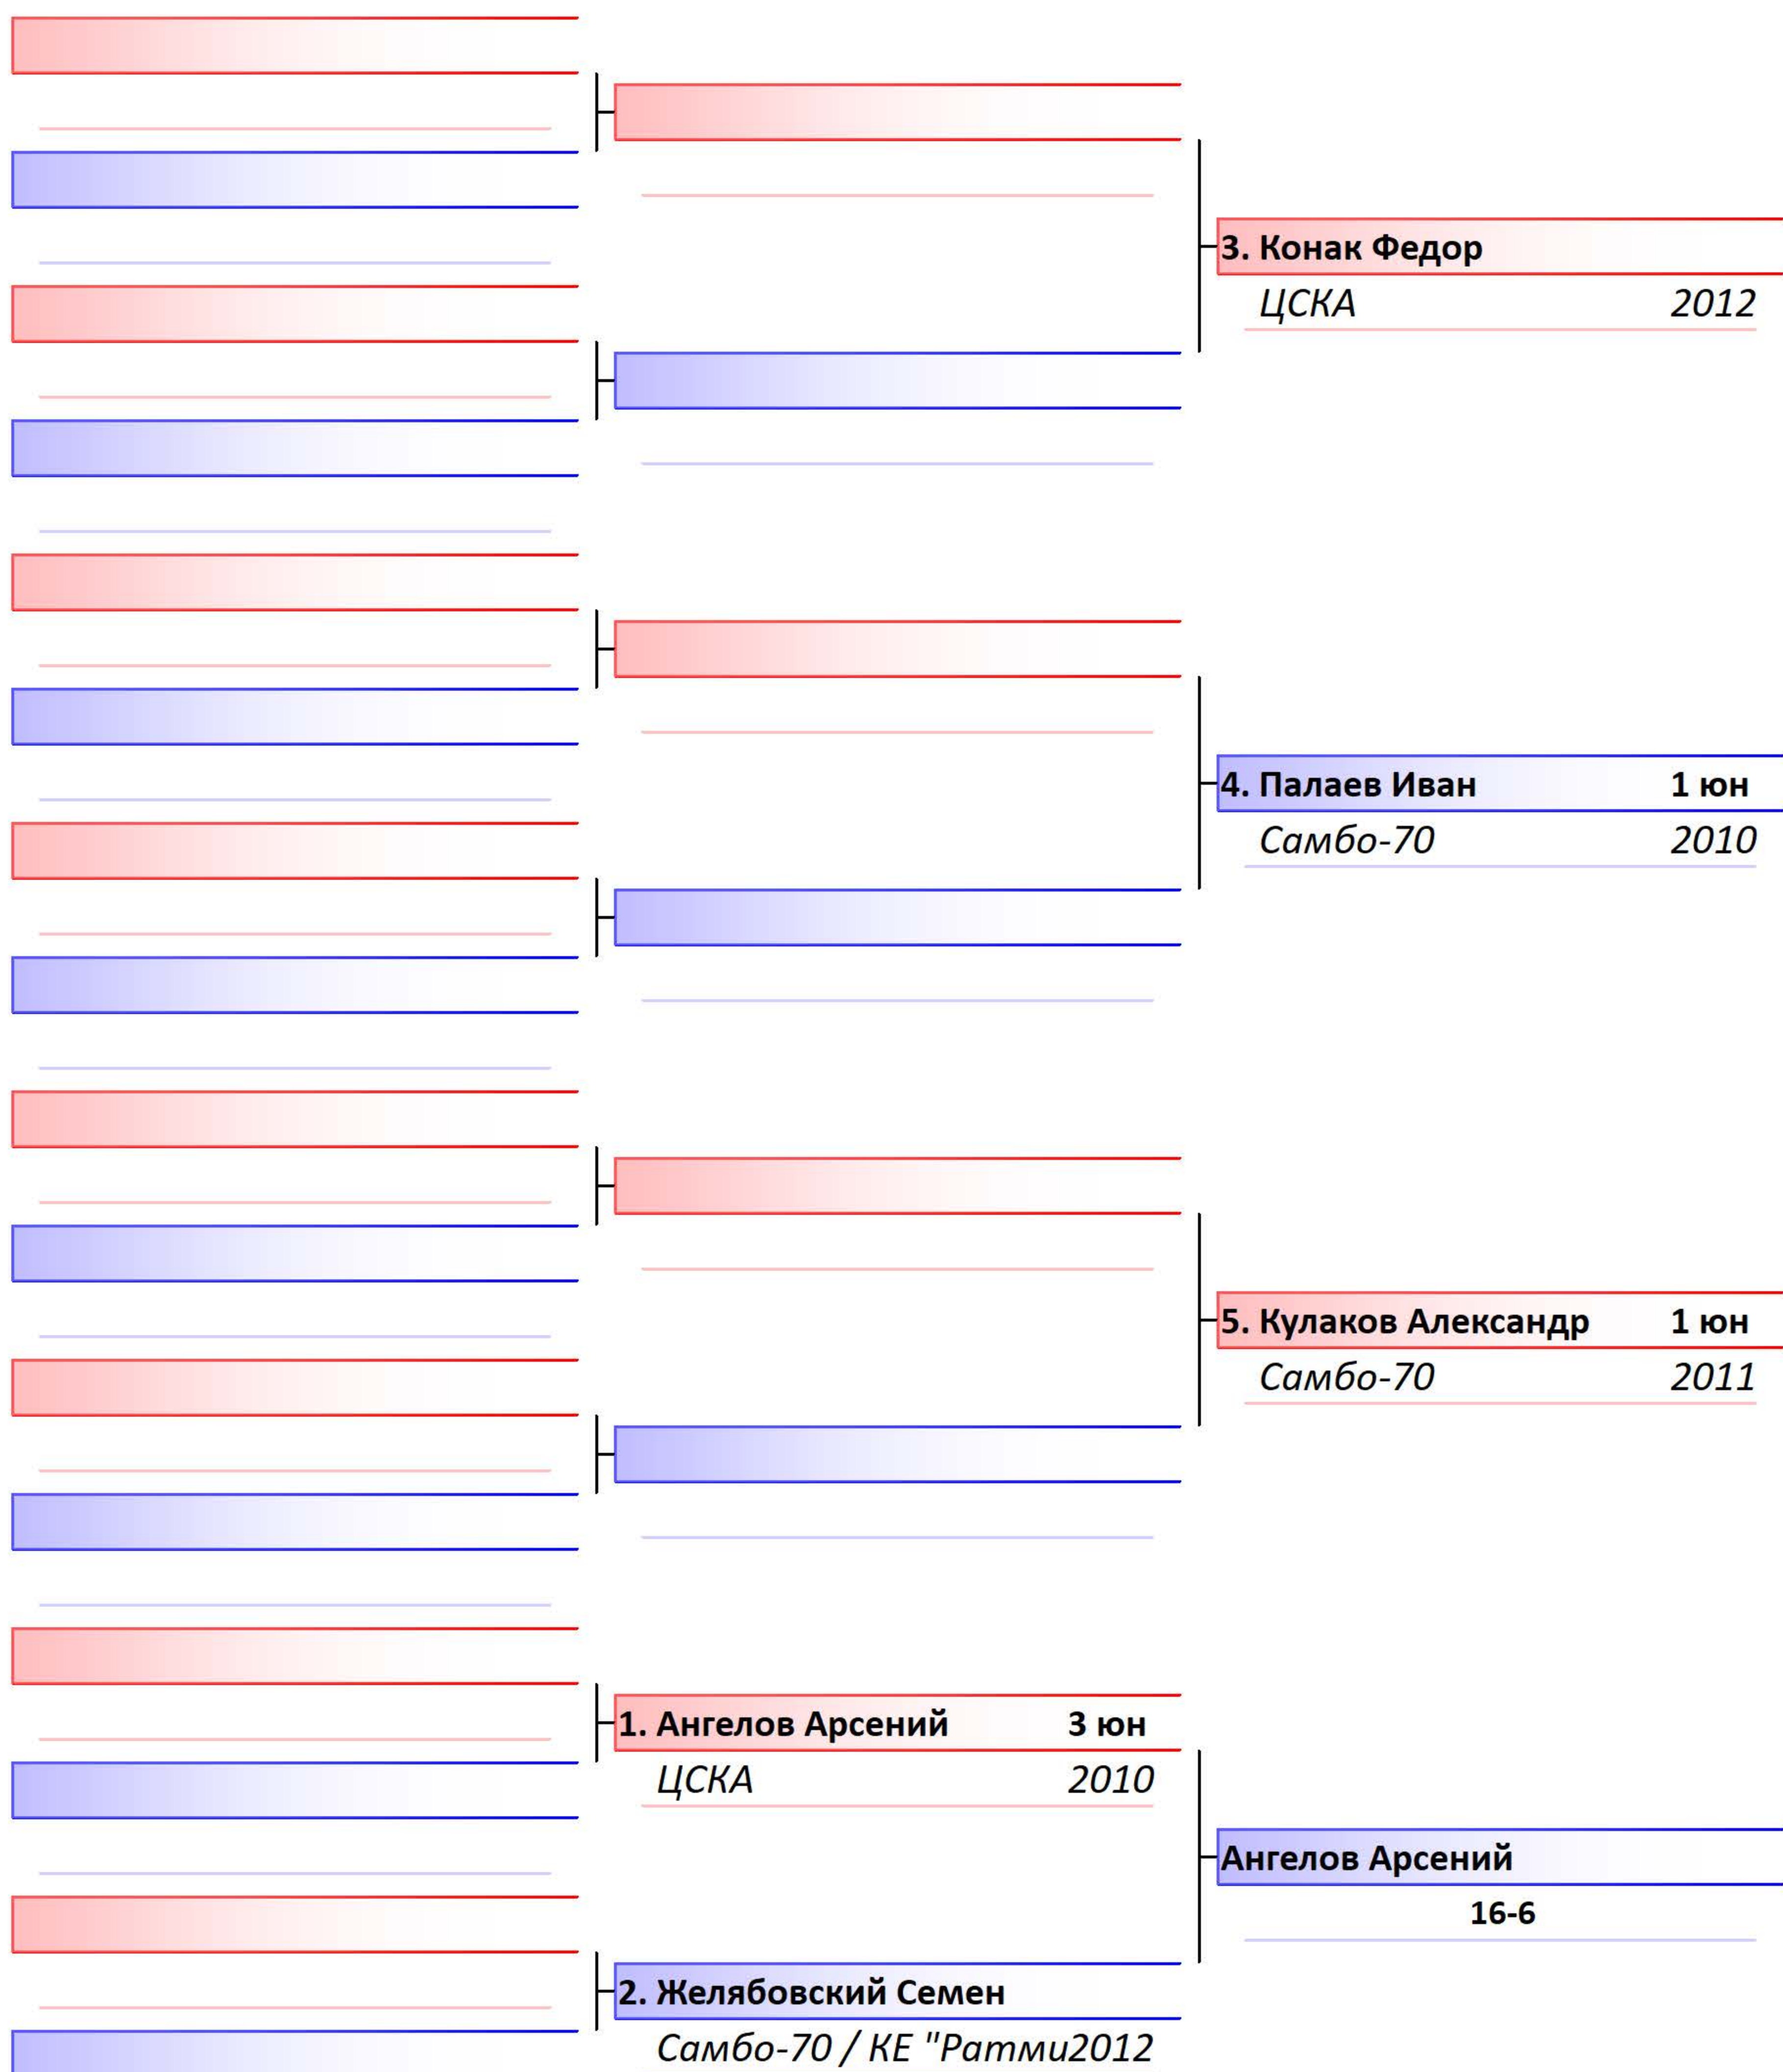 3. Конак Федор
ЦСКА 2012
4. Палаев Иван 1 юн
Самбо-70 2010
5. Кулаков Александр 1 юн
Самбо-70 2011
1. Ангелов Арсений 3 юн
ЦСКА 2010
Ангелов Арсений
16-6
2. Желябовский Семен
Самбо-70 / КЕ "Ратми2012